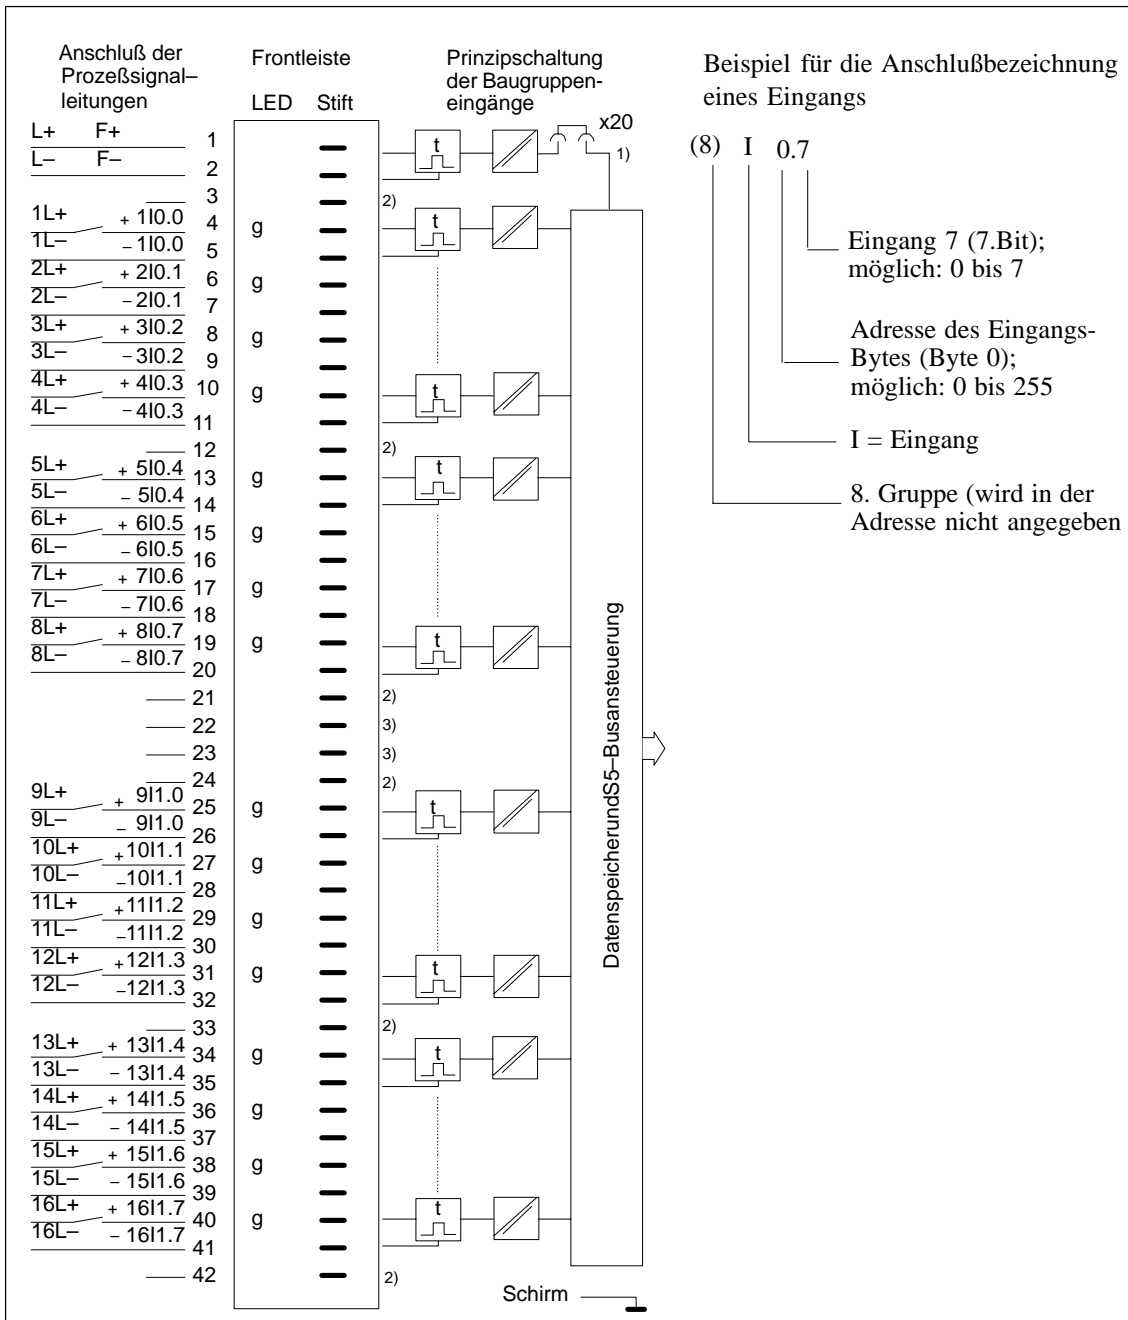 Anschluß der
Prozeßsignal–
leitungen
Frontleiste
LED Stift
Prinzipschaltung
der Baugruppen-
eingänge
Beispiel für die Anschlußbezeichnung
eines Eingangs
x20
1)
(8) I 0.7
Eingang 7 (7.Bit);
möglich: 0 bis 7
Adresse des Eingangs-
Bytes (Byte 0);
möglich: 0 bis 255
I = Eingang
8. Gruppe (wird in der
Adresse nicht angegeben
L+ F+ 1 t
L– F– 2
3 2)
1L+ + 1I0.0 4 g t
1L– – 1I0.0 5
2L+ + 2I0.1 6 g
2L– – 2I0.1 7
3L+ + 3I0.2 8 g
3L– – 3I0.2 9
4L+ + 4I0.3 10 g t
4L– – 4I0.3 11
12 2)
5L+ + 5I0.4 13 g t
5L– – 5I0.4 14
6L+ + 6I0.5 15 g
6L– – 6I0.5 16
7L+ + 7I0.6 17 g
7L– – 7I0.6 18
8L+ + 8I0.7 19 g t
8L– – 8I0.7 20
21 2)
22 3)
23 3)
24 2)
9L+ + 9I1.0 25 g t
9L– – 9I1.0 26
10L+ +10I1.1 27 g
10L– –10I1.1 28
11L+ +11I1.2 29 g
11L– –11I1.2 30
12L+ +12I1.3 31 g t
12L– –12I1.3 32
33 2)
13L+ + 13I1.4 34 g t
13L– – 13I1.4 35
14L+ + 14I1.5 36 g
14L– – 14I1.5 37
15L+ + 15I1.6 38 g
15L– – 15I1.6 39
16L+ + 16I1.7 40 g t
16L– – 16I1.7 41
42 2)
DatenspeicherundS5–Busansteuerung
Schirm